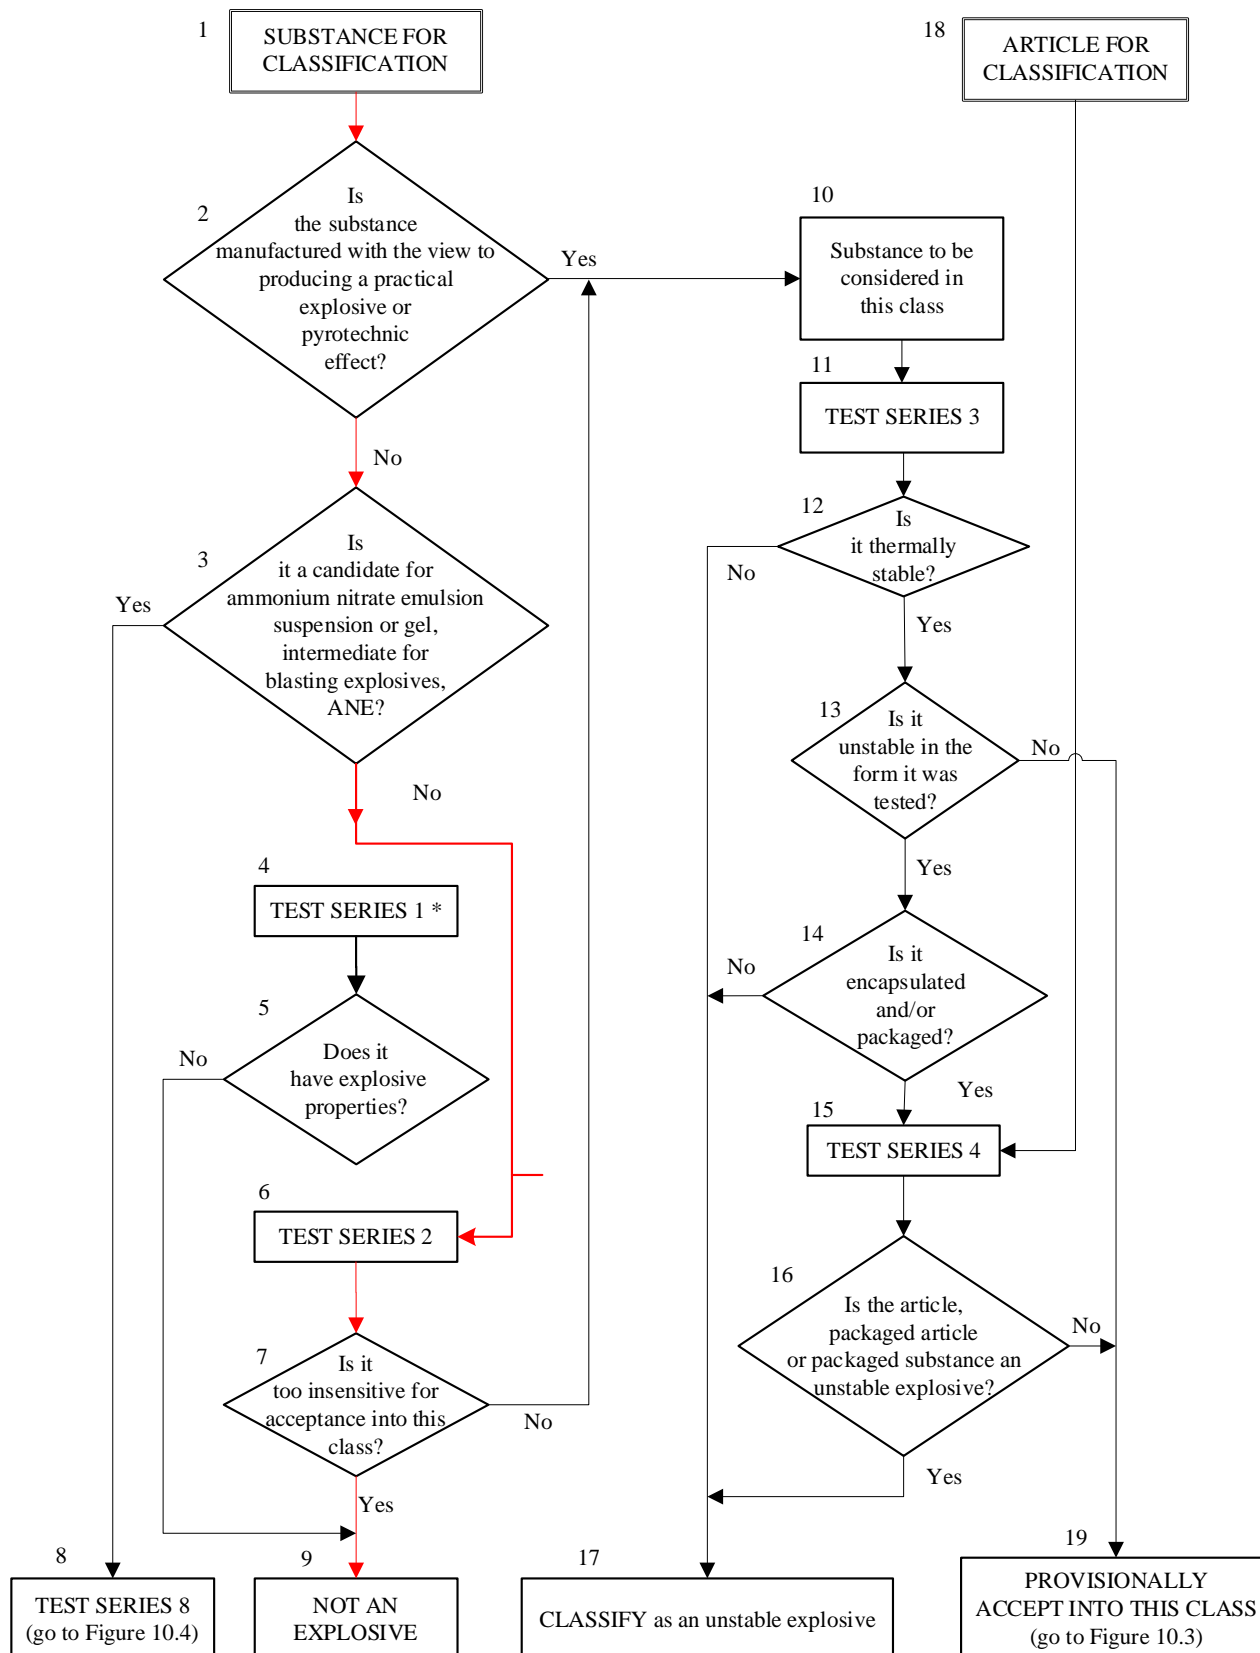 1
SUBSTANCE FOR
CLASSIFICATION
18
ARTICLE FOR
CLASSIFICATION
2
Is
the substance
manufactured with the view to
producing a practical
explosive or
pyrotechnic
effect?
Yes
No
10
Substance to be
considered in
this class
11
TEST SERIES 3
12
Is
it thermally
stable?
No
Yes
3
Is
it a candidate for
ammonium nitrate emulsion
suspension or gel,
intermediate for
blasting explosives,
ANE?
Yes
No
13
Is it
unstable in the
form it was
tested?
No
Yes
4
TEST SERIES 1 *
14
Is it
encapsulated
and/or
packaged?
No
Yes
5
Does it
have explosive
properties?
No
15
TEST SERIES 4
6
TEST SERIES 2
16
Is the article,
packaged article
or packaged substance an
unstable explosive?
No
Yes
7
Is it
too insensitive for
acceptance into this
class?
No
Yes
8
TEST SERIES 8
(go to Figure 10.4)
9
NOT AN
EXPLOSIVE
17
CLASSIFY as an unstable explosive
19
PROVISIONALLY
ACCEPT INTO THIS CLASS
(go to Figure 10.3)